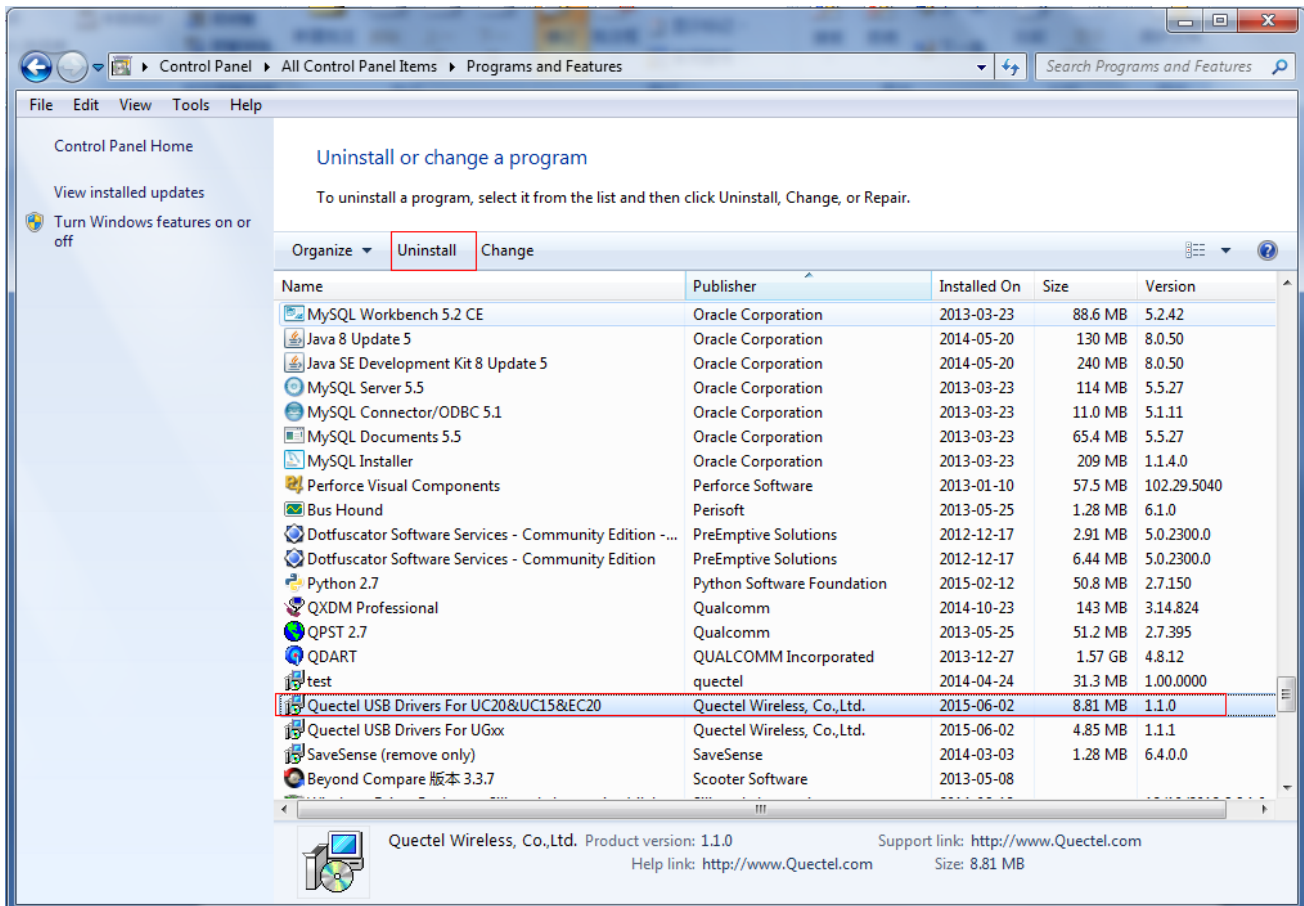 Control Panel ▸ All Control Panel Items ▸ Programs and Features Search Programs and Features
File Edit View Tools Help
Control Panel Home
View installed updates
Turn Windows features on or
off
Uninstall or change a program
To uninstall a program, select it from the list and then click Uninstall, Change, or Repair.
Organize Uninstall Change
Name Publisher Installed On Size Version
MySQL Workbench 5.2 CE Oracle Corporation 2013-03-23 88.6 MB 5.2.42
Java 8 Update 5 Oracle Corporation 2014-05-20 130 MB 8.0.50
Java SE Development Kit 8 Update 5 Oracle Corporation 2014-05-20 240 MB 8.0.50
MySQL Server 5.5 Oracle Corporation 2013-03-23 114 MB 5.5.27
MySQL Connector/ODBC 5.1 Oracle Corporation 2013-03-23 11.0 MB 5.1.11
MySQL Documents 5.5 Oracle Corporation 2013-03-23 65.4 MB 5.5.27
MySQL Installer Oracle Corporation 2013-03-23 209 MB 1.1.4.0
Perforce Visual Components Perforce Software 2013-01-10 57.5 MB 102.29.5040
Bus Hound Perisoft 2013-05-25 1.28 MB 6.1.0
Dotfuscator Software Services - Community Edition -... PreEmptive Solutions 2012-12-17 2.91 MB 5.0.2300.0
Dotfuscator Software Services - Community Edition PreEmptive Solutions 2012-12-17 6.44 MB 5.0.2300.0
Python 2.7 Python Software Foundation 2015-02-12 50.8 MB 2.7.150
QXDM Professional Qualcomm 2014-10-23 143 MB 3.14.824
QPST 2.7 Qualcomm 2013-05-25 51.2 MB 2.7.395
QDART QUALCOMM Incorporated 2013-12-27 1.57 GB 4.8.12
test quectel 2014-04-24 31.3 MB 1.00.0000
Quectel USB Drivers For UC20&UC15&EC20 Quectel Wireless, Co.,Ltd. 2015-06-02 8.81 MB 1.1.0
Quectel USB Drivers For UGxx Quectel Wireless, Co.,Ltd. 2015-06-02 4.85 MB 1.1.1
SaveSense (remove only) SaveSense 2014-03-03 1.28 MB 6.4.0.0
Beyond Compare 版本 3.3.7 Scooter Software 2013-05-08
Quectel Wireless, Co.,Ltd. Product version: 1.1.0 Support link: http://www.Quectel.com
Help link: http://www.Quectel.com Size: 8.81 MB